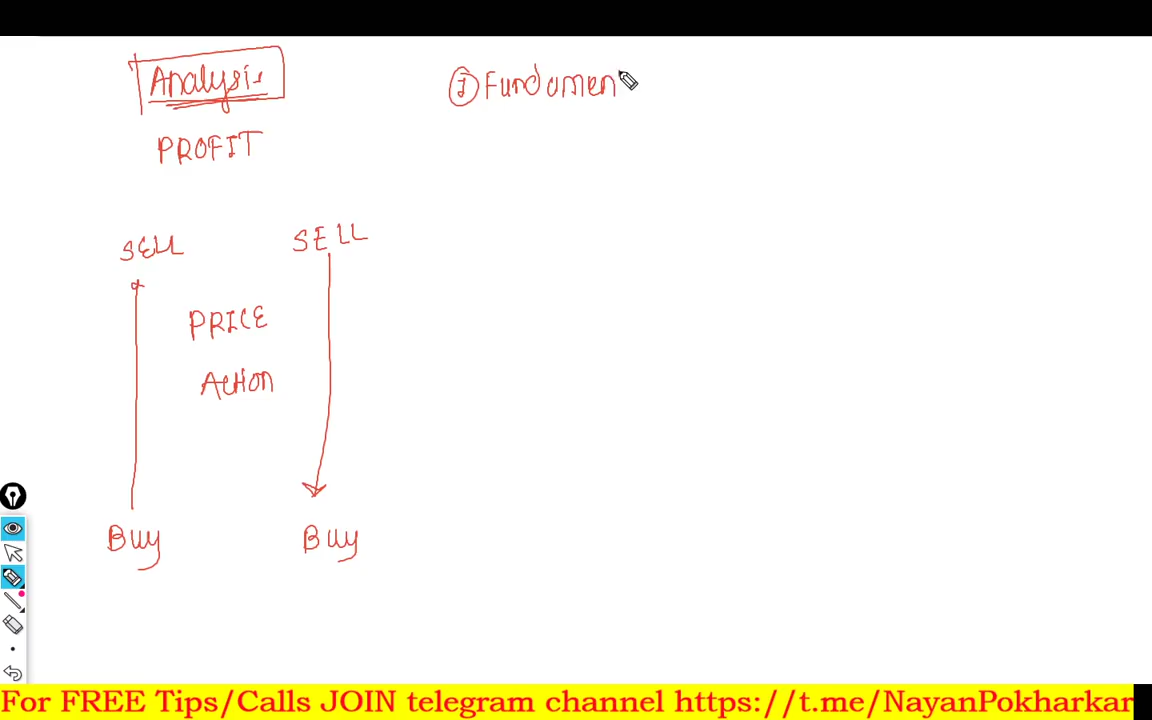 Analysis
PROFIT
① Fundamen
SELL
SELL
PRICE
ACTION
Buy
Buy
For FREE Tips/Calls JOIN telegram channel https://t.me/NayanPokharkar